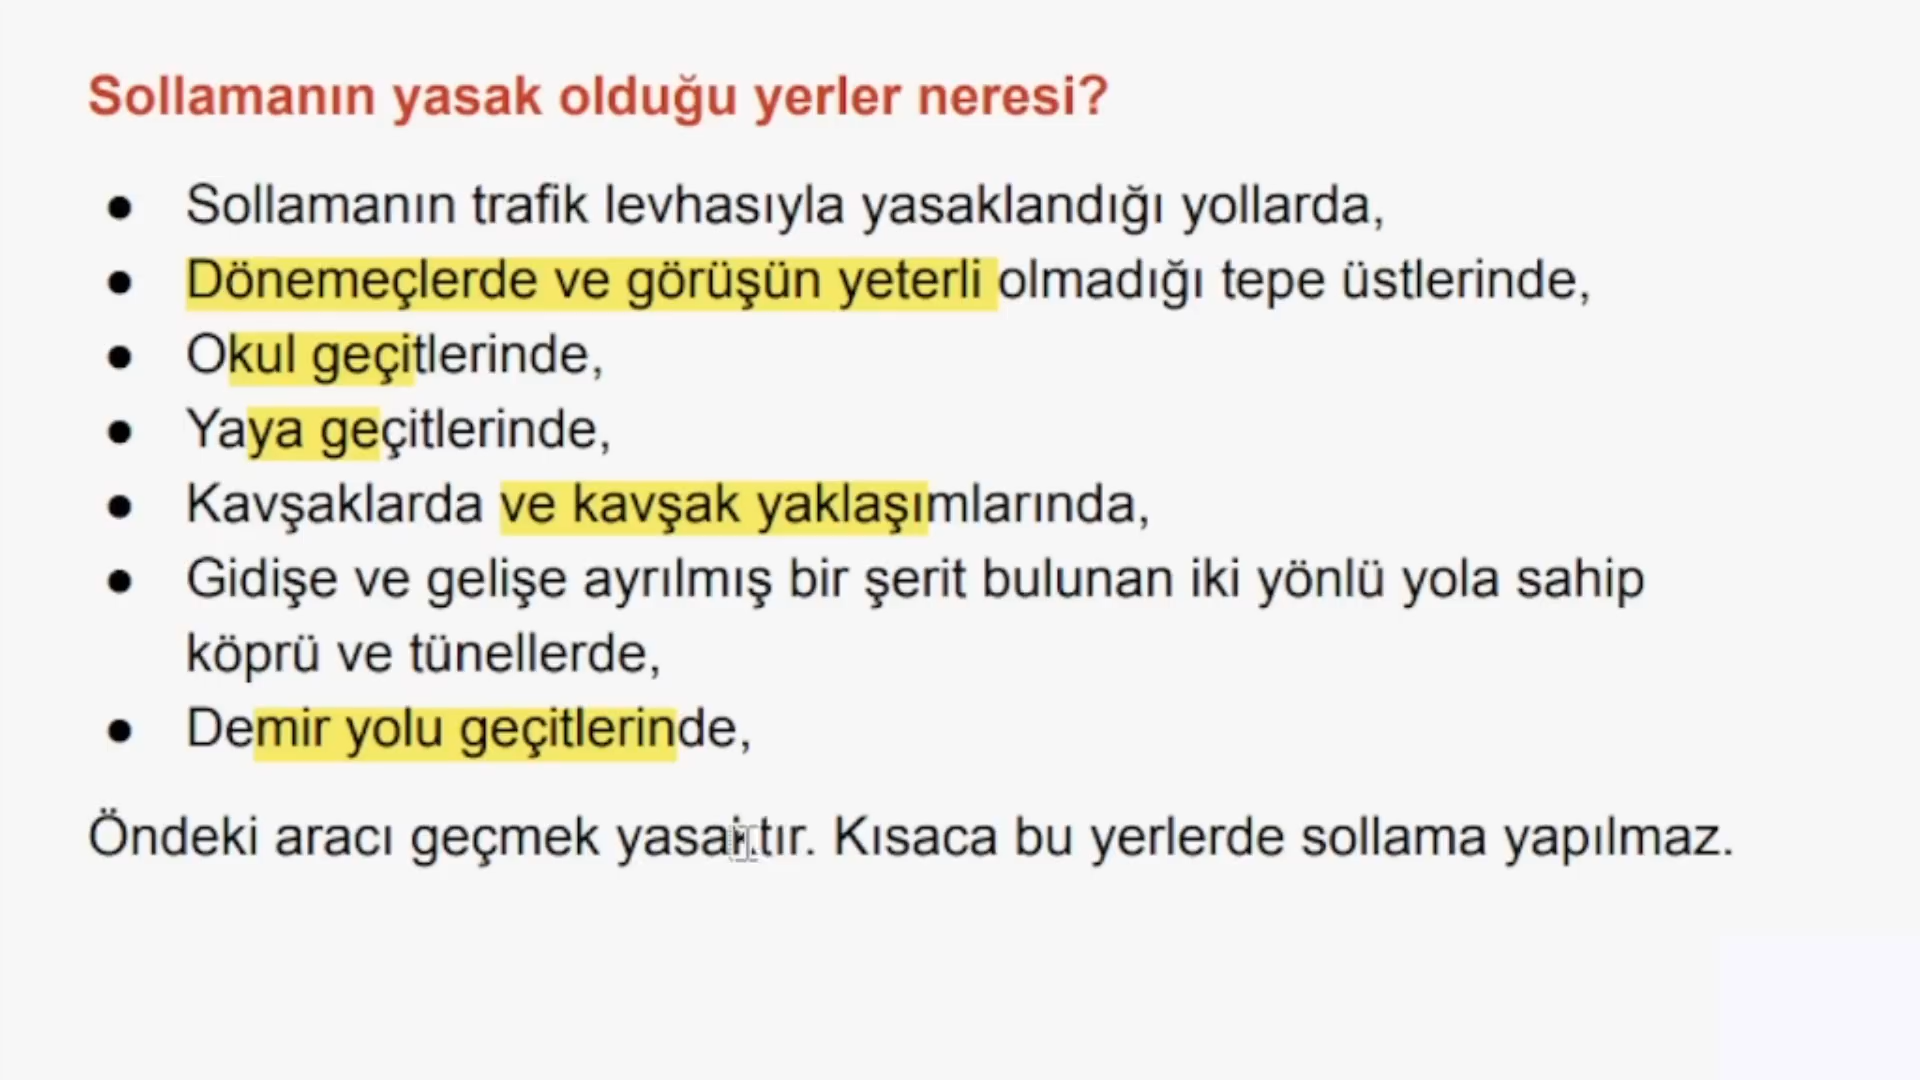 Sollamanın yasak olduğu yerler neresi?
● Sollamanın trafik levhasıyla yasaklandığı yollarda,
● Dönemeçlerde ve görüşün yeterli olmadığı tepe üstlerinde,
● Okul geçitlerinde,
● Yaya geçitlerinde,
● Kavşaklarda ve kavşak yaklaşımlarında,
● Gidişe ve gelişe ayrılmış bir şerit bulunan iki yönlü yola sahip
köprü ve tünellerde,
● Demir yolu geçitlerinde,
Öndeki aracı geçmek yasaktır. Kısaca bu yerlerde sollama yapılmaz.